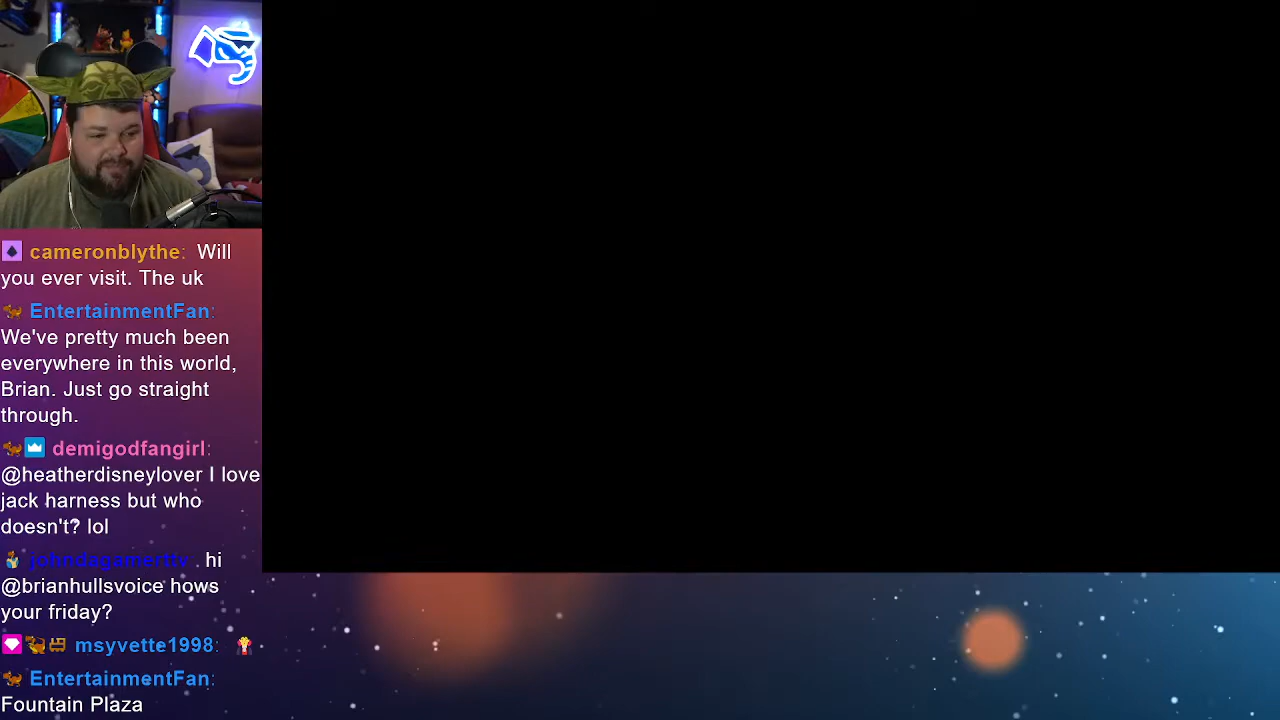 cameronblythe: Will
you ever visit. The uk
EntertainmentFan:
We've pretty much been
everywhere in this world,
Brian. Just go straight
through.
demigodfangirl:
@heatherdisneylover I love
jack harness but who
doesn't? lol
johndagamerttv : hi
@brianhullsvoice hows
your friday?
msyvette1998:
EntertainmentFan:
Fountain Plaza